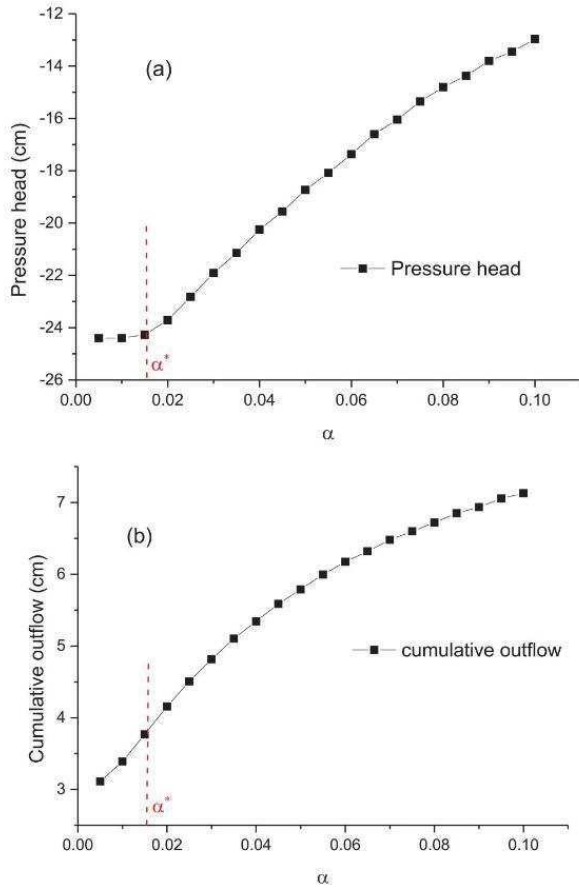 -12
(a)
-14
-16
-18
-20
-22
-24
-26
Pressure head (cm)
Pressure head
α*
0.00 0.02 0.04 0.06 0.08 0.10
α
7
(b)
6
5
4
3
Cumulative outflow (cm)
cumulative outflow
α*
0.00 0.02 0.04 0.06 0.08 0.10
α